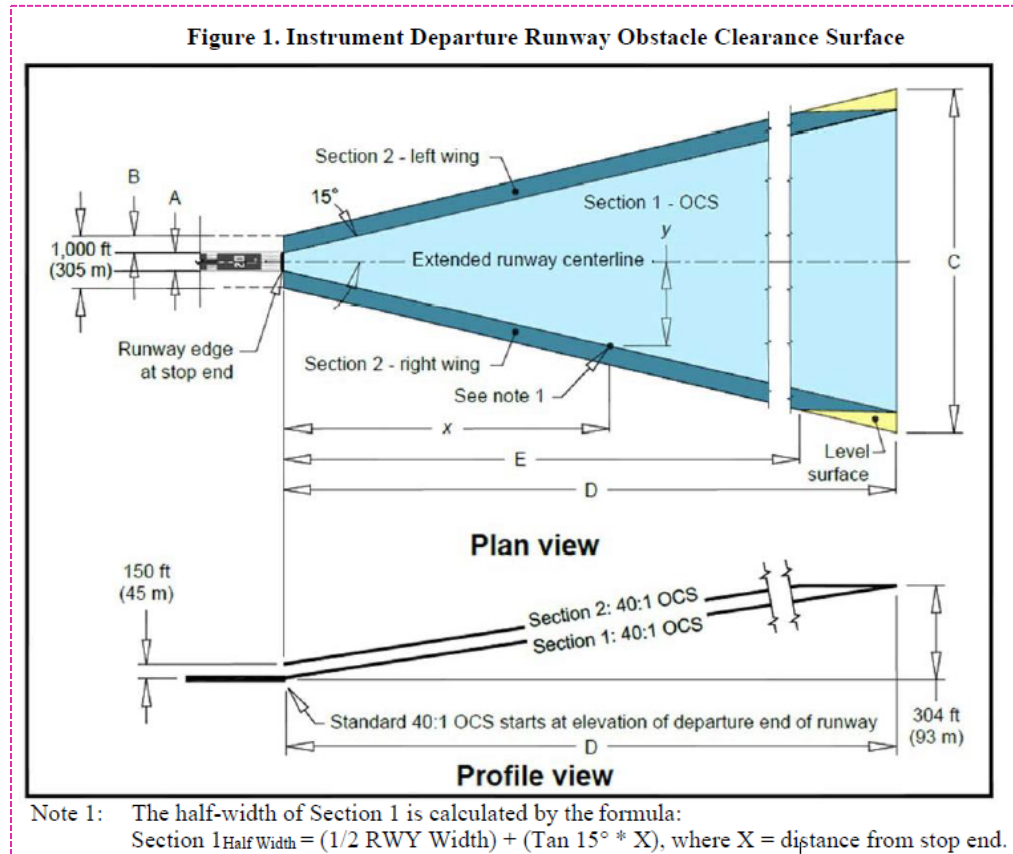 Figure 1. Instrument Departure Runway Obstacle Clearance Surface
Section 2 - left wing
B
A
15°
Section 1 - OCS
y
1,000 ft
(305 m)
20
Extended runway centerline
C
Runway edge
at stop end
Section 2 - right wing
See note 1
x
E
Level
surface
D
Plan view
150 ft
(45 m)
Section 2: 40:1 OCS
Section 1: 40:1 OCS
Standard 40:1 OCS starts at elevation of departure end of runway
304 ft
(93 m)
D
Profile view
Note 1: The half-width of Section 1 is calculated by the formula:
Section 1Half Width = (1/2 RWY Width) + (Tan 15° * X), where X = distance from stop end.